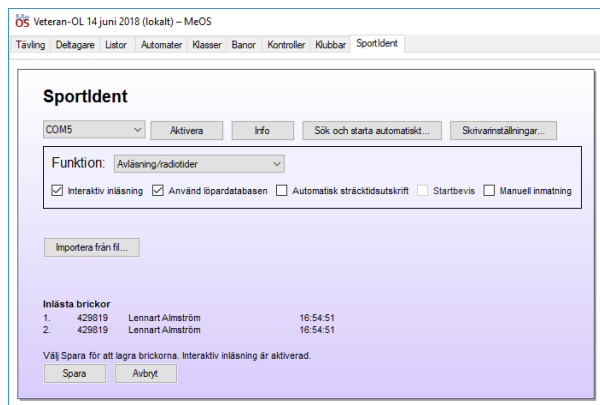 MeOS Veteran-OL 14 juni 2018 (lokalt) – MeOS
Tävling Deltagare Listor Automater Klasser Banor Kontroller Klubbar SportIdent
SportIdent
COM5 Aktivera Info Sök och starta automatiskt... Skrivarinställningar...
Funktion: Avläsning/radiotider
Interaktiv inläsning Använd löpardatabasen Automatisk sträcktidsutskrift Startbevis Manuell inmatning
Importera från fil...
Inlästa brickor
1. 429819 Lennart Almström 16:54:51
2. 429819 Lennart Almström 16:54:51
Välj Spara för att lagra brickorna. Interaktiv inläsning är aktiverad.
Spara Avbryt